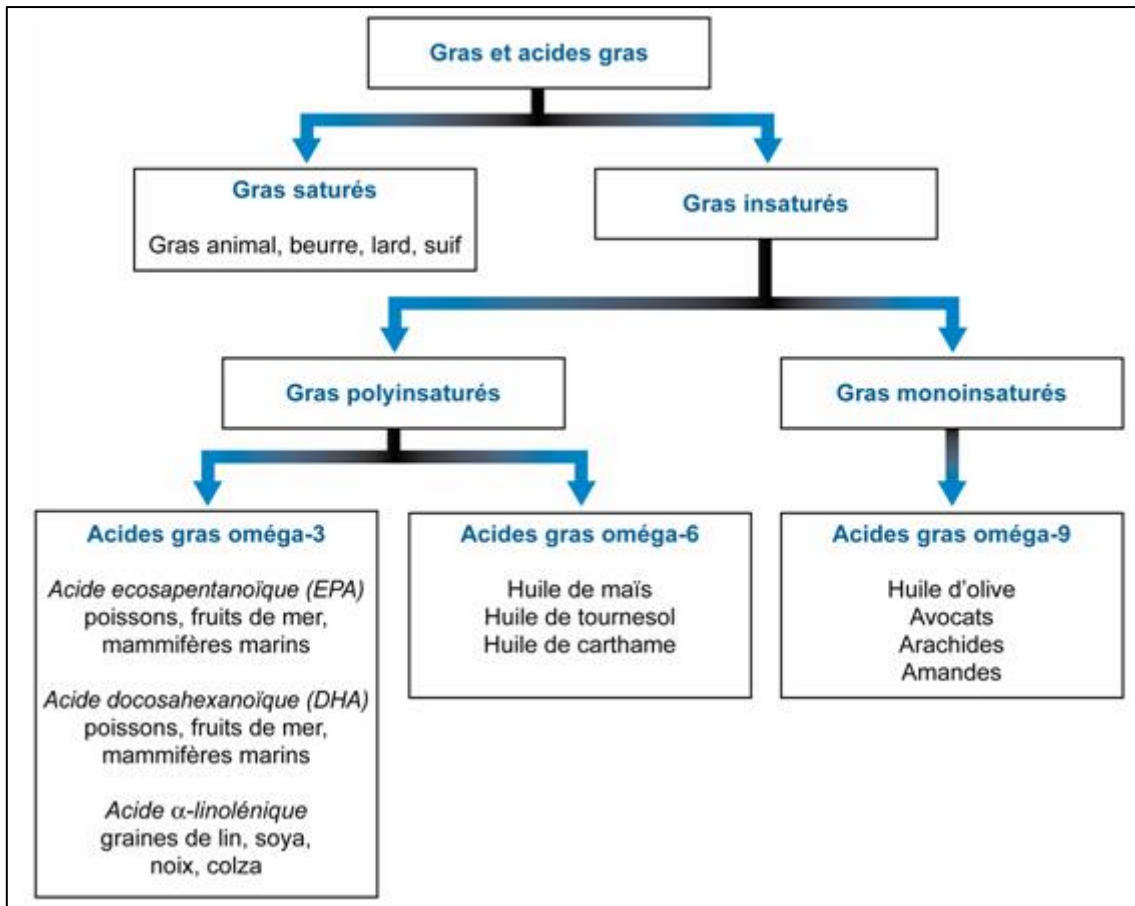 Gras et acides gras
Gras saturés
Gras animal, beurre, lard, suif
Gras insaturés
Gras polyinsaturés
Gras monoinsaturés
Acides gras oméga-3
Acide ecosapentanoïque (EPA)
poissons, fruits de mer,
mammifères marins
Acide docosahexanoïque (DHA)
poissons, fruits de mer,
mammifères marins
Acide α-linolénique
graines de lin, soya,
noix, colza
Acides gras oméga-6
Huile de maïs
Huile de tournesol
Huile de carthame
Acides gras oméga-9
Huile d'olive
Avocats
Arachides
Amandes